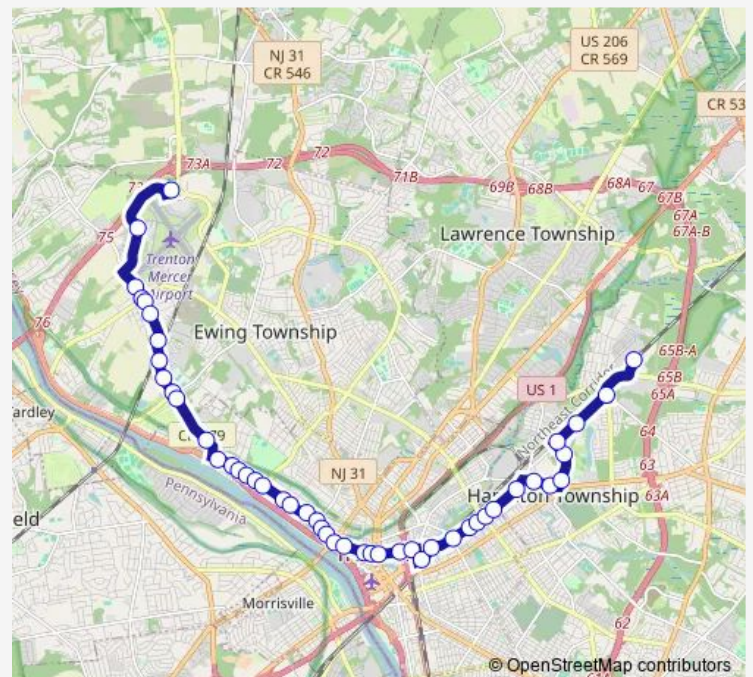 NJ 31
CR 546
US 206
CR 569
CR 53
73A
72
72
71B
69B
68B
68A
67
67B
67A
67A-B
75
Lawrence Township
Trenton
Mercer
Airport
76
Ewing Township
65B-A
65B
65A
US 1
Northeast Corridor
ardley
64
NJ 31
63
Township
63A
Pennsylvania
eld
Morrisville
62
61A
© OpenStreetMap contributors